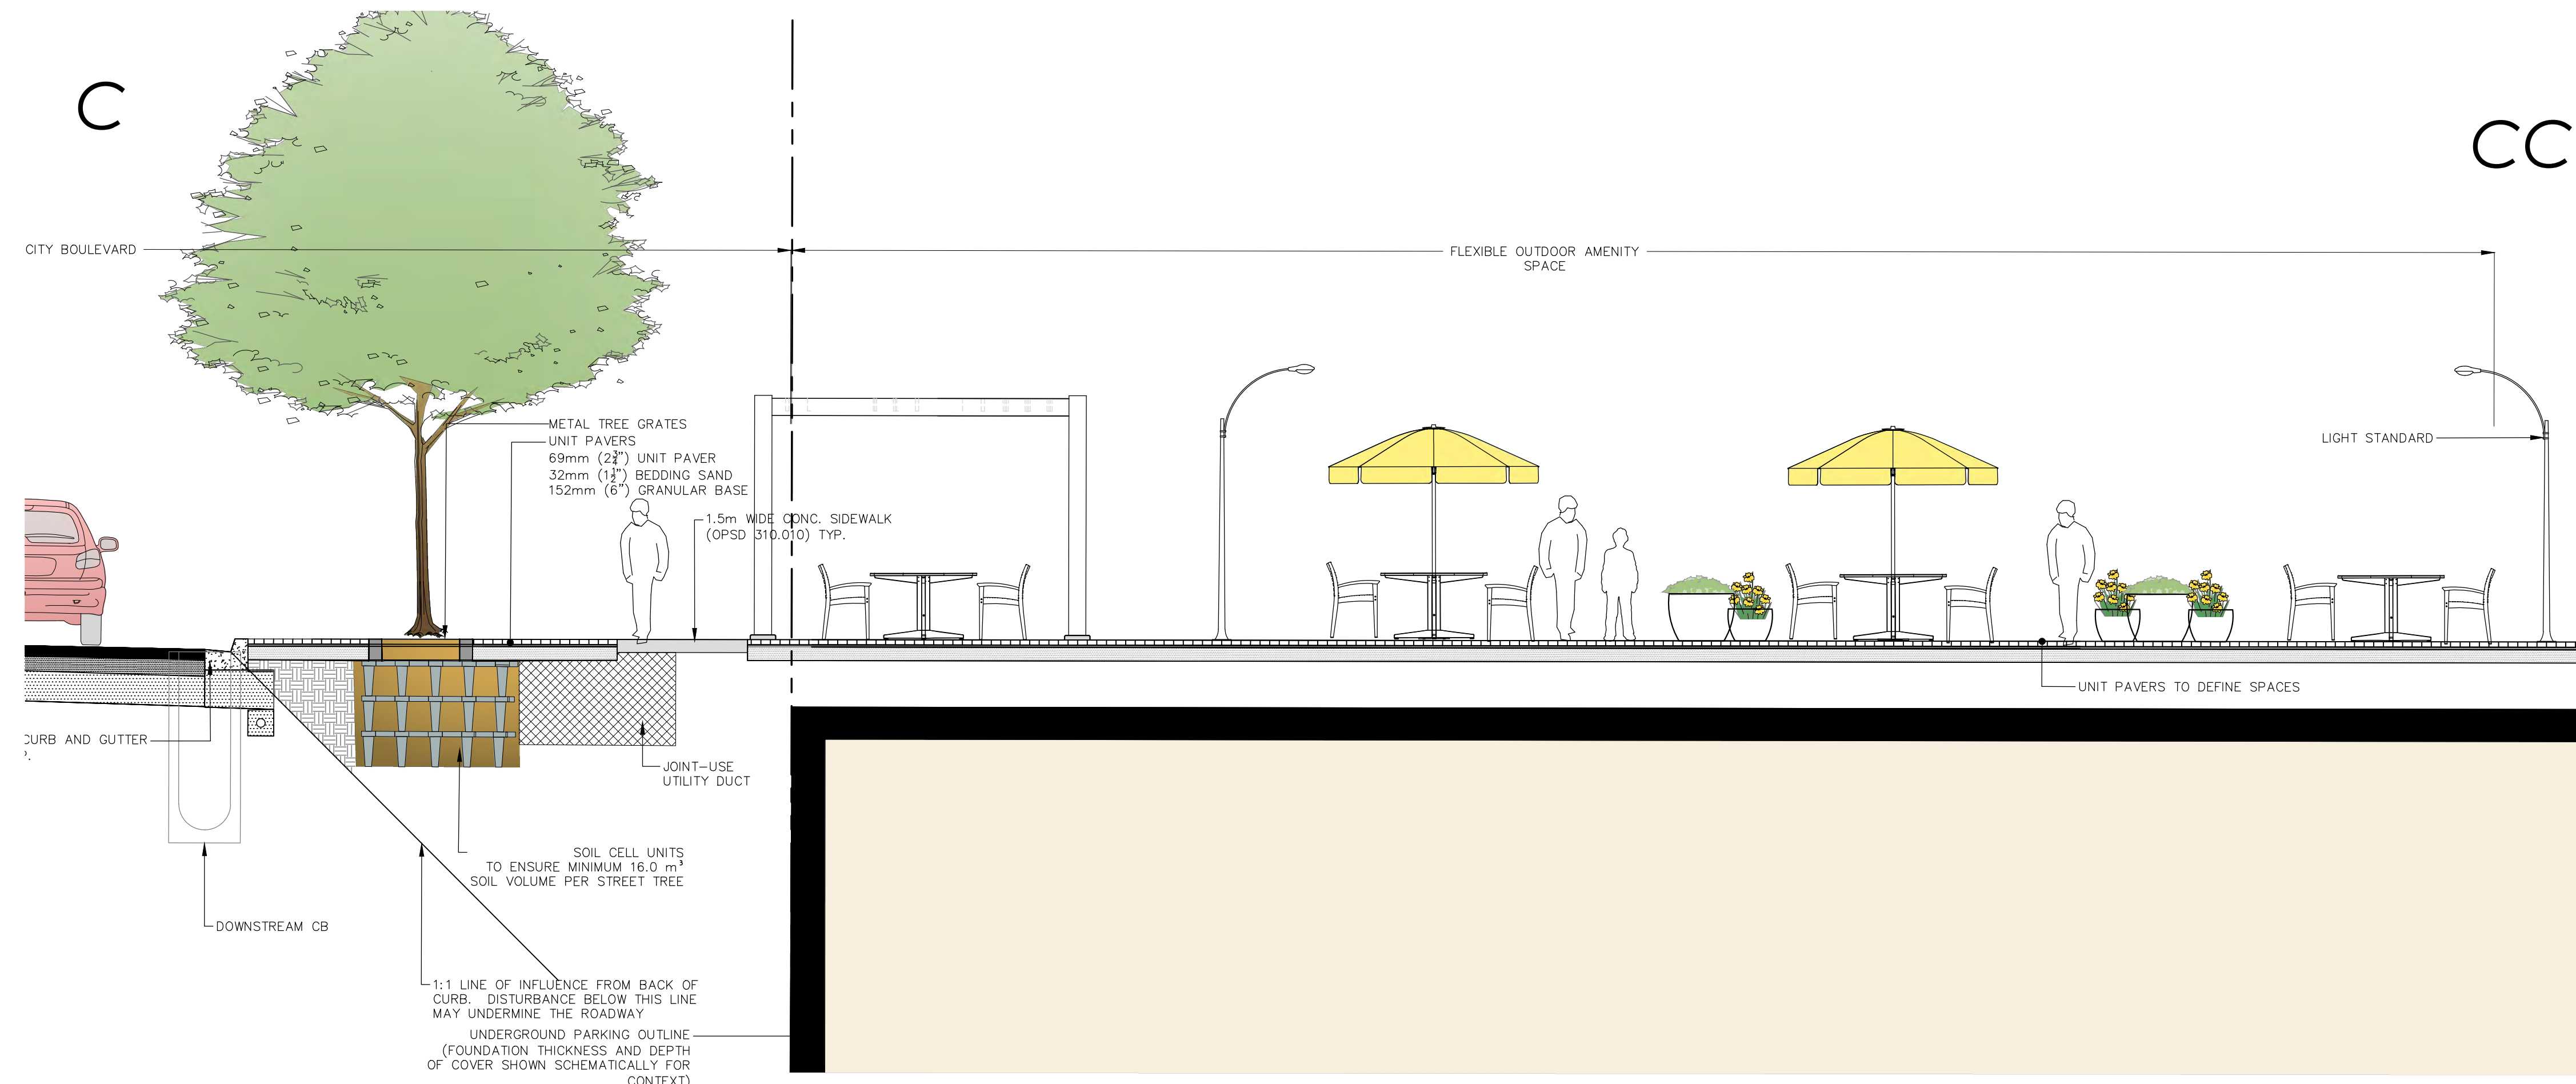 C
CC
CITY BOULEVARD
FLEXIBLE OUTDOOR AMENITY
SPACE
METAL TREE GRATES
UNIT PAVERS
69mm (2¾") UNIT PAVER
32mm (1½") BEDDING SAND
152mm (6") GRANULAR BASE
1.5m WIDE CONC. SIDEWALK
(OPSD 310.010) TYP.
LIGHT STANDARD
UNIT PAVERS TO DEFINE SPACES
CURB AND GUTTER
JOINT-USE
UTILITY DUCT
SOIL CELL UNITS
TO ENSURE MINIMUM 16.0 m³
SOIL VOLUME PER STREET TREE
DOWNSTREAM CB
1:1 LINE OF INFLUENCE FROM BACK OF
CURB. DISTURBANCE BELOW THIS LINE
MAY UNDERMINE THE ROADWAY
UNDERGROUND PARKING OUTLINE
(FOUNDATION THICKNESS AND DEPTH
OF COVER SHOWN SCHEMATICALLY FOR
CONTEXT)